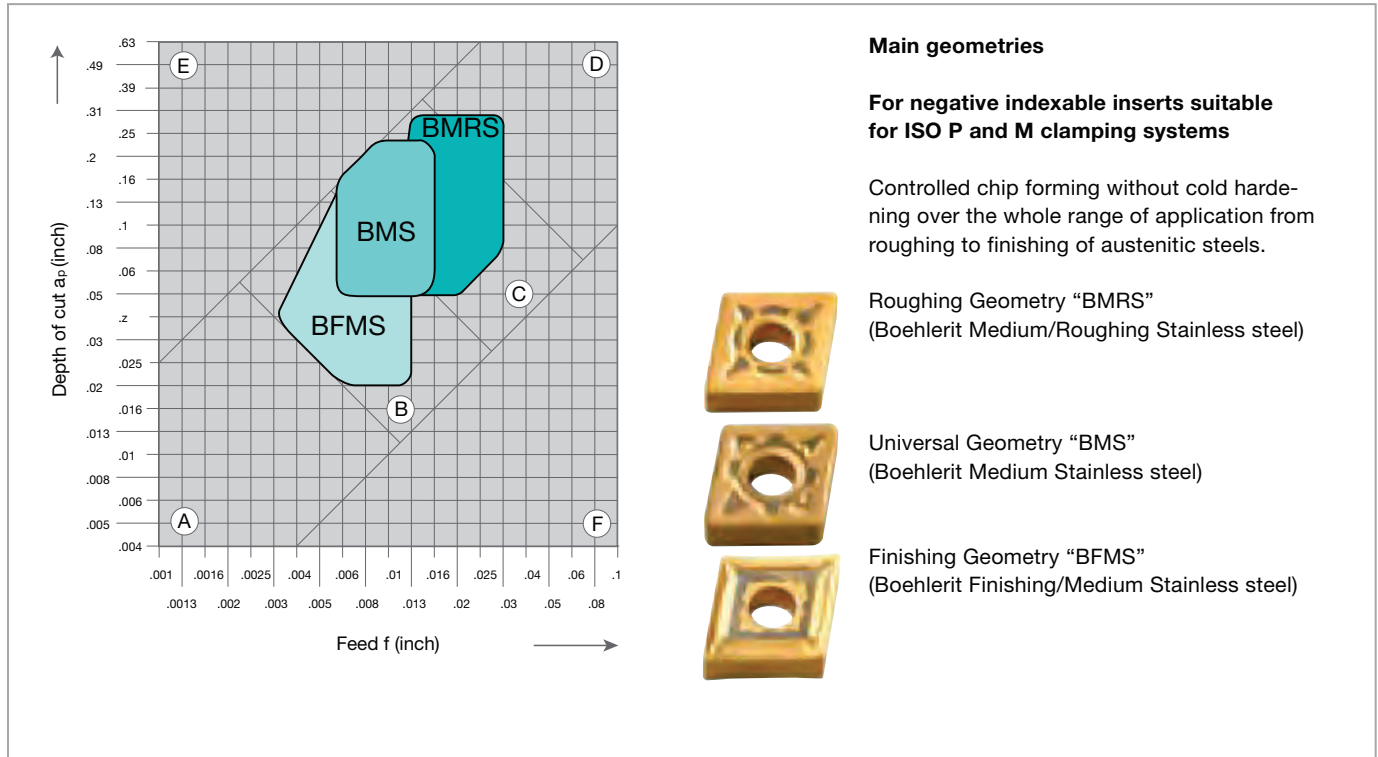 .63
.49
.39
.31
.25
.2
.16
.13
.1
.08
.06
.05
.z
.03
.025
.02
.016
.013
.01
.008
.006
.005
.004
Depth of cut ap (inch)
E
D
BMRS
BMS
BFMS
C
B
A
F
.001 .0016 .0025 .004 .006 .01 .016 .025 .04 .06 .1
.0013 .002 .003 .005 .008 .013 .02 .03 .05 .08
Feed f (inch)
Main geometries
For negative indexable inserts suitable
for ISO P and M clamping systems
Controlled chip forming without cold harde-
ning over the whole range of application from
roughing to finishing of austenitic steels.
Roughing Geometry “BMRS”
(Boehlerit Medium/Roughing Stainless steel)
Universal Geometry “BMS”
(Boehlerit Medium Stainless steel)
Finishing Geometry “BFMS”
(Boehlerit Finishing/Medium Stainless steel)